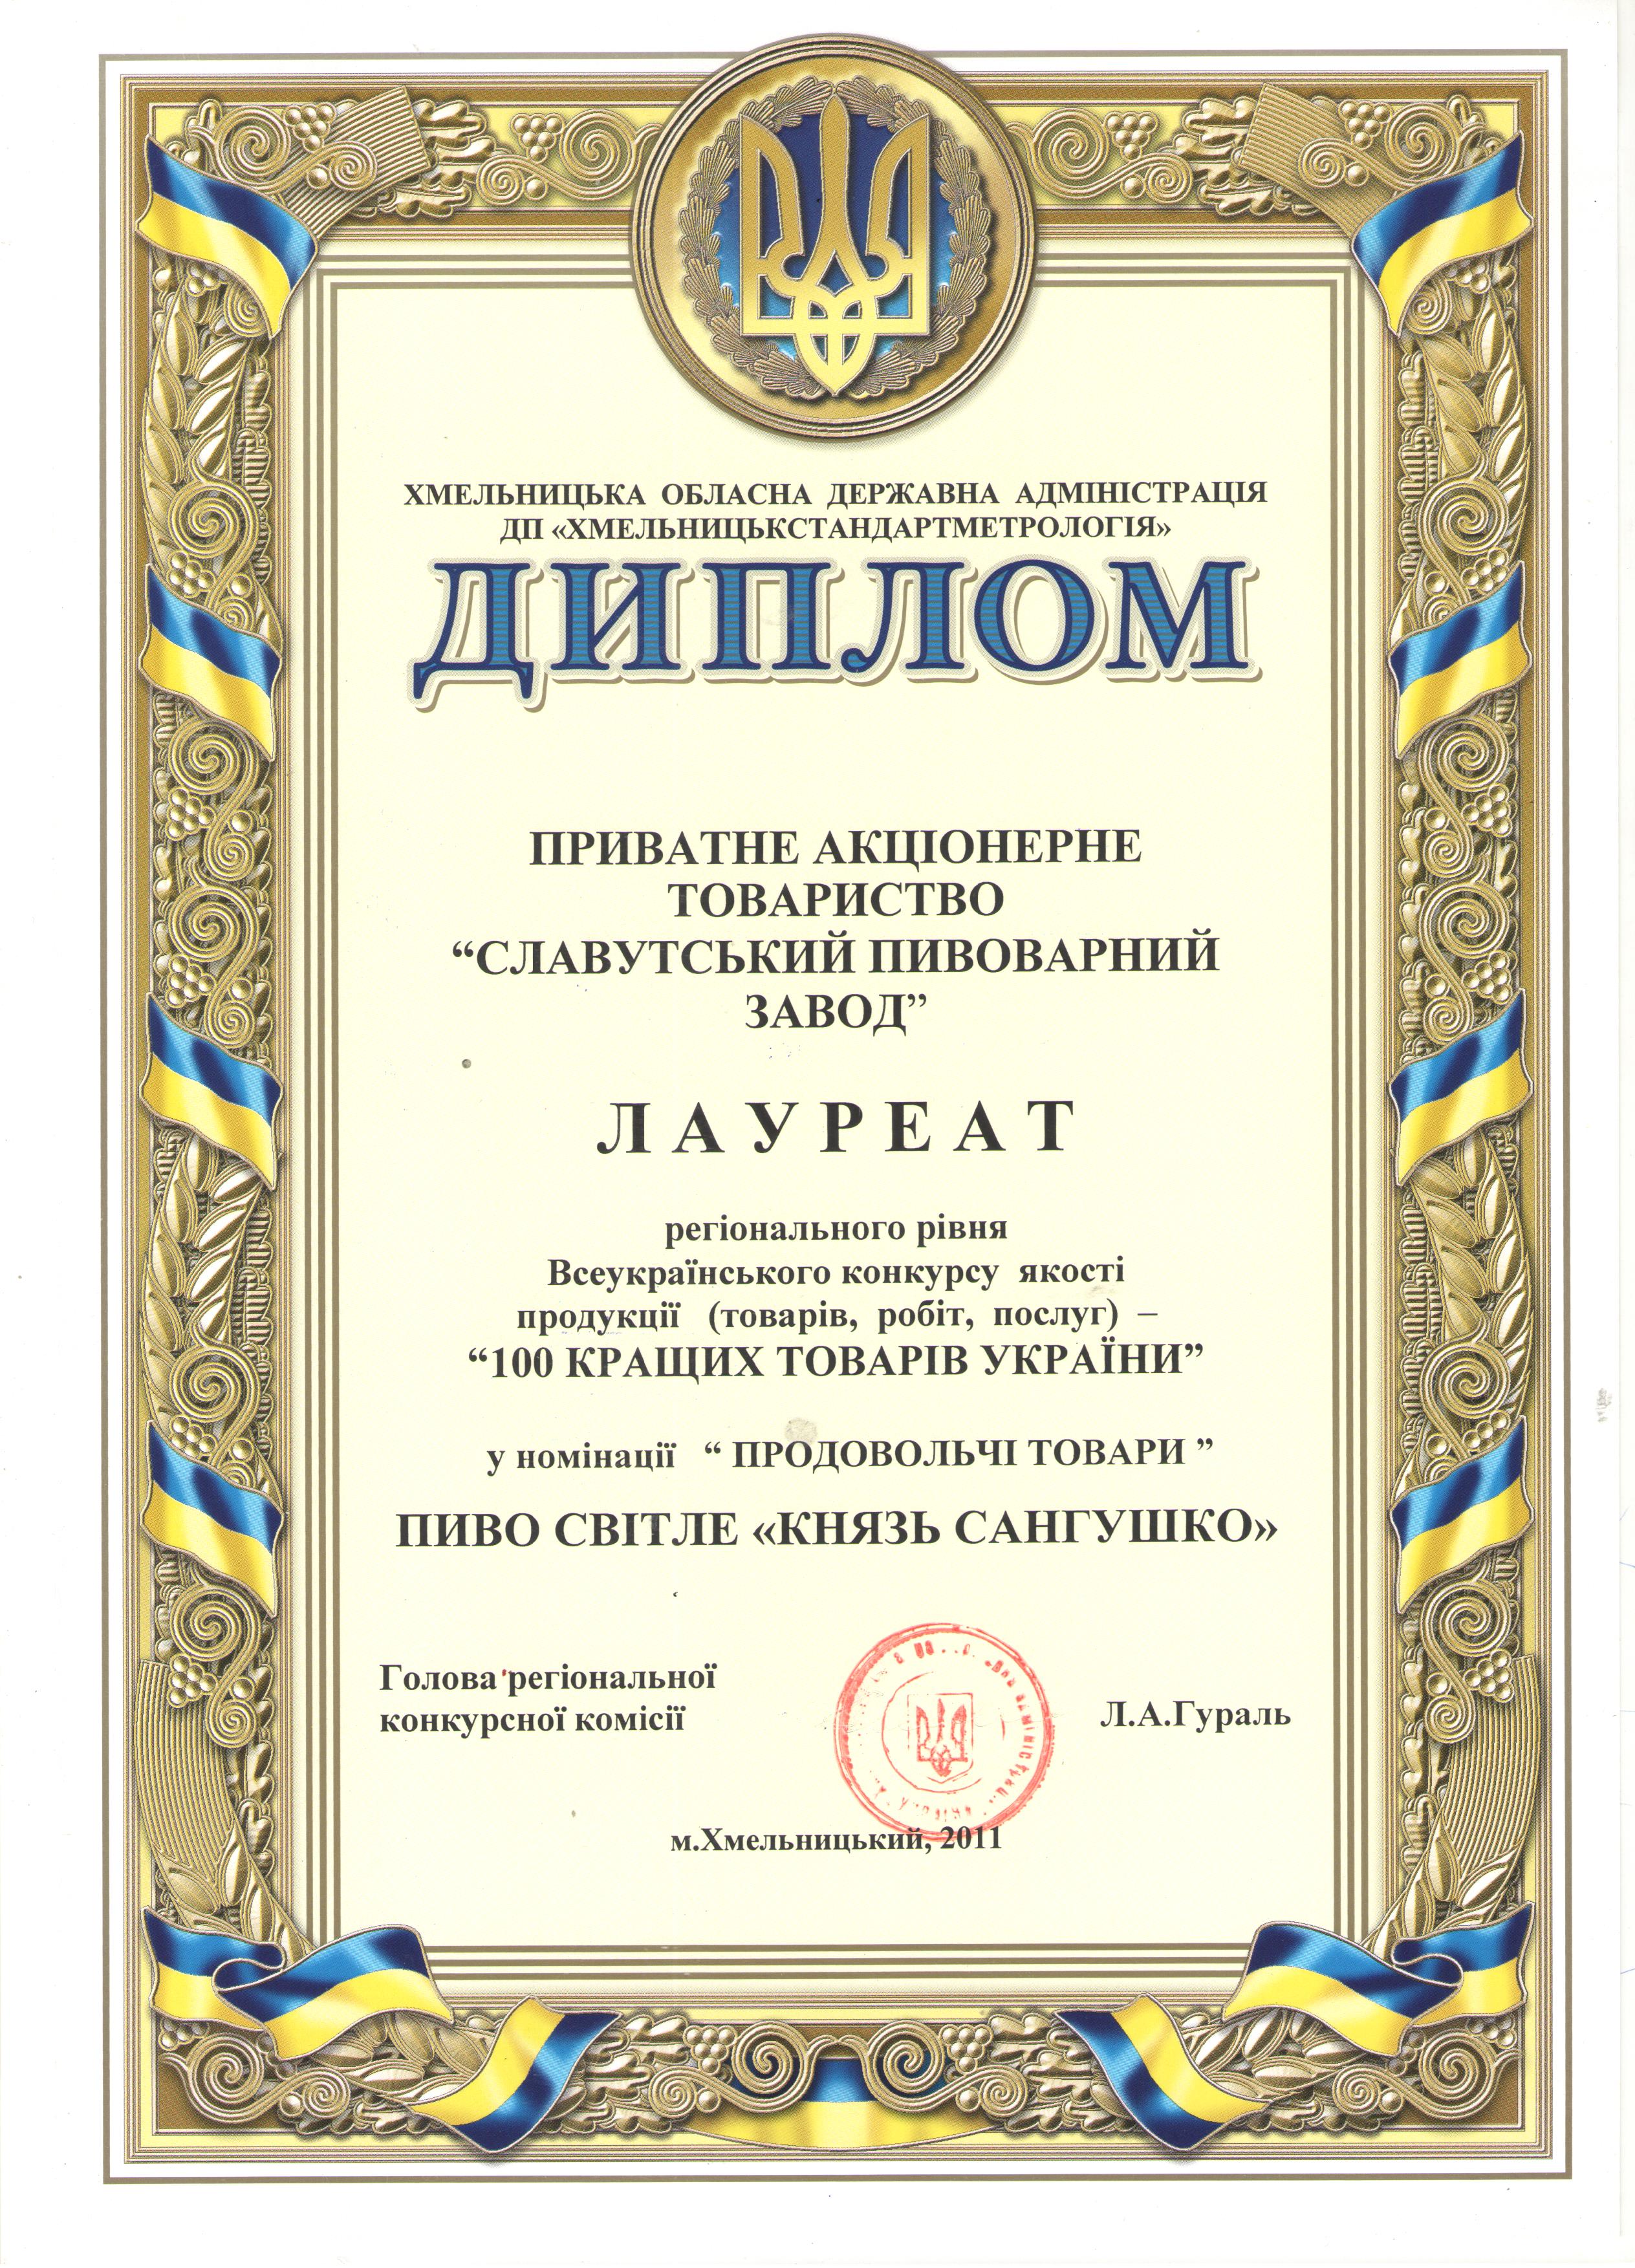 ХМЕЛЬНИЦЬКА ОБЛАСНА ДЕРЖАВНА АДМІНІСТРАЦІЯ
ДП «ХМЕЛЬНИЦЬКСТАНДАРТМЕТРОЛОГІЯ»
ДИПЛОМ
ПРИВАТНЕ АКЦІОНЕРНЕ
ТОВАРИСТВО
“СЛАВУТСЬКИЙ ПИВОВАРНИЙ
ЗАВОД”
Л А У Р Е А Т
регіонального рівня
Всеукраїнського конкурсу якості
продукції (товарів, робіт, послуг) –
“100 КРАЩИХ ТОВАРІВ УКРАЇНИ”
у номінації “ ПРОДОВОЛЬЧІ ТОВАРИ ”
ПИВО СВІТЛЕ «КНЯЗЬ САНГУШКО»
Голова регіональної
конкурсної комісії
Л.А.Гураль
м.Хмельницький, 2011